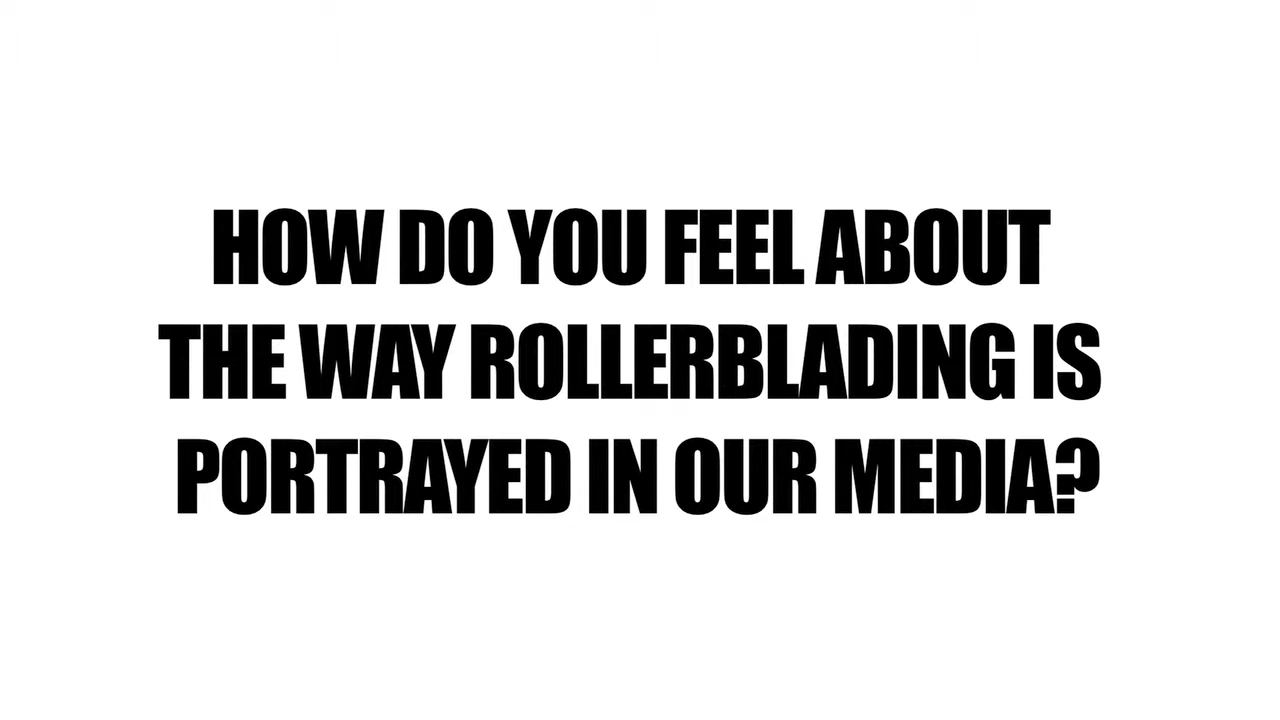 HOW DO YOU FEEL ABOUT
THE WAY ROLLERBLADING IS
PORTRAYED IN OUR MEDIA?